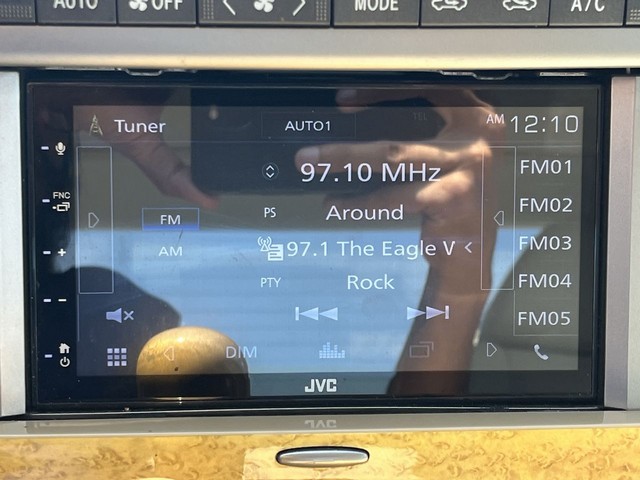 AUTO OFF MODE A/C
Tuner AUTO1 TEL AM 12:10
97.10 MHz FM01
FNC FM PS Around FM02
AM 97.1 The Eagle V FM03
PTY Rock FM04
FM05
DIM
JVC